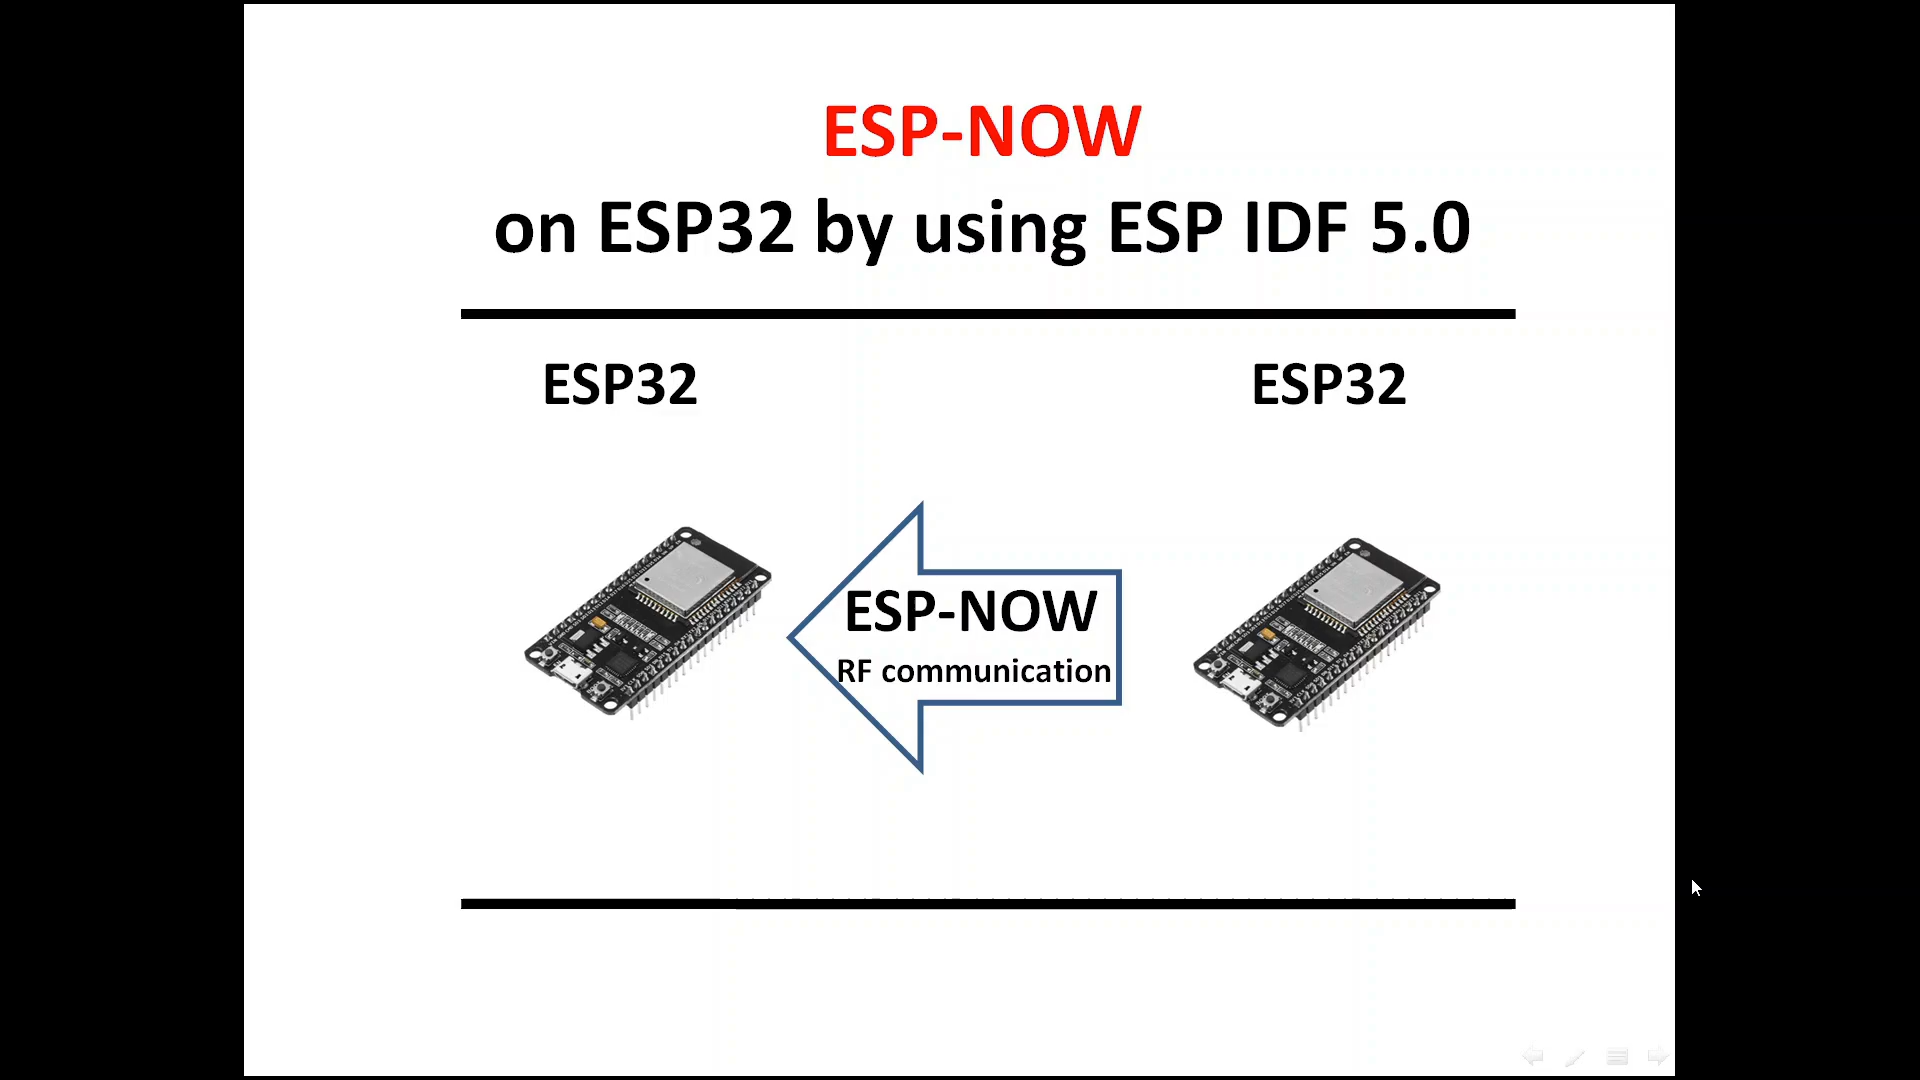 ESP-NOW
on ESP32 by using ESP IDF 5.0
ESP32
ESP32
ESP-NOW
RF communication